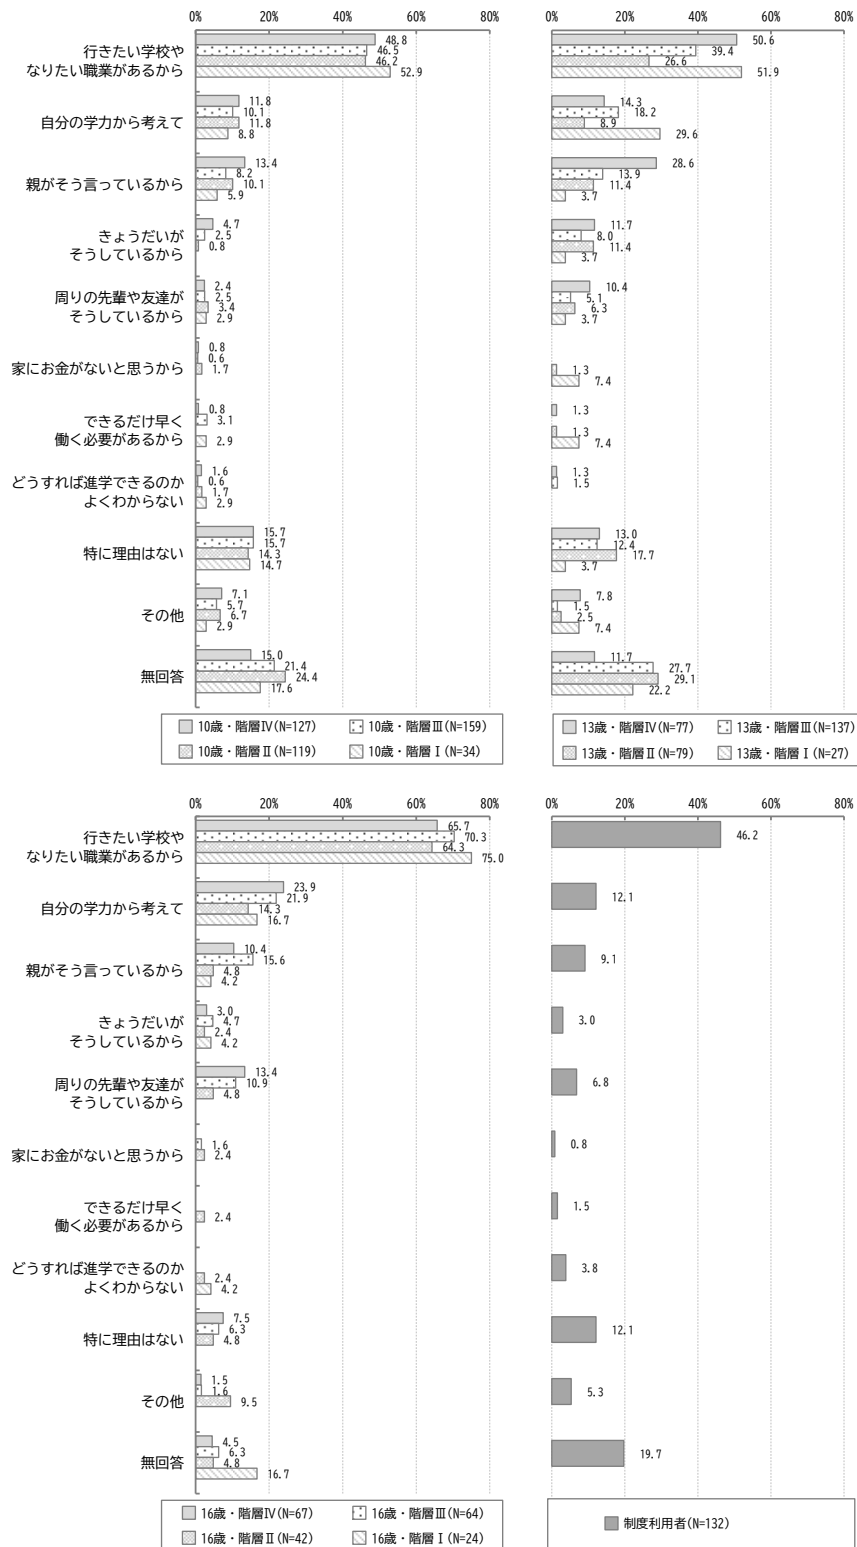 0% 20% 40% 60% 80%
行きたい学校や
なりたい職業があるから
48.8
46.5
46.2
52.9
自分の学力から考えて
11.8
10.1
11.8
8.8
親がそう言っているから
13.4
8.2
10.1
5.9
きょうだいが
そうしているから
4.7
2.5
0.8
周りの先輩や友達が
そうしているから
2.4
2.5
3.4
2.9
家にお金がないと思うから
0.8
0.6
1.7
できるだけ早く
働く必要があるから
0.8
3.1
2.9
どうすれば進学できるのか
よくわからない
1.6
0.6
1.7
2.9
特に理由はない
15.7
15.7
14.3
14.7
その他
7.1
5.7
6.7
2.9
無回答
15.0
21.4
24.4
17.6
10歳・階層Ⅳ(N=127) 10歳・階層Ⅲ(N=159)
10歳・階層Ⅱ(N=119) 10歳・階層Ⅰ(N=34)
0% 20% 40% 60% 80%
50.6
39.4
26.6
51.9
14.3
18.2
8.9
29.6
28.6
13.9
11.4
3.7
11.7
8.0
11.4
3.7
10.4
5.1
6.3
3.7
1.3
7.4
1.3
1.3
7.4
1.3
1.5
13.0
12.4
17.7
3.7
7.8
1.5
2.5
7.4
11.7
27.7
29.1
22.2
13歳・階層Ⅳ(N=77) 13歳・階層Ⅲ(N=137)
13歳・階層Ⅱ(N=79) 13歳・階層Ⅰ(N=27)
0% 20% 40% 60% 80%
行きたい学校や
なりたい職業があるから
65.7
70.3
64.3
75.0
自分の学力から考えて
23.9
21.9
14.3
16.7
親がそう言っているから
10.4
15.6
4.8
4.2
きょうだいが
そうしているから
3.0
4.7
2.4
4.2
周りの先輩や友達が
そうしているから
13.4
10.9
4.8
家にお金がないと思うから
1.6
2.4
できるだけ早く
働く必要があるから
2.4
どうすれば進学できるのか
よくわからない
2.4
4.2
特に理由はない
7.5
6.3
4.8
その他
1.5
1.6
9.5
無回答
4.5
6.3
4.8
16.7
16歳・階層Ⅳ(N=67) 16歳・階層Ⅲ(N=64)
16歳・階層Ⅱ(N=42) 16歳・階層Ⅰ(N=24)
0% 20% 40% 60% 80%
46.2
12.1
9.1
3.0
6.8
0.8
1.5
3.8
12.1
5.3
19.7
制度利用者(N=132)